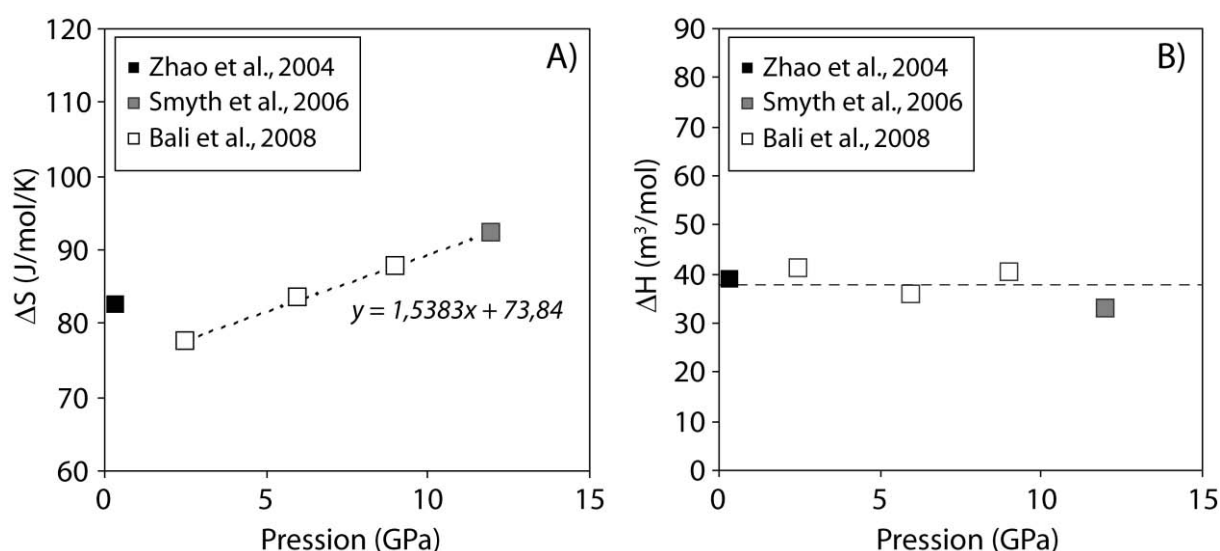 A)
Zhao et al., 2004
Smyth et al., 2006
Bali et al., 2008
120
110
100
90
80
70
60
ΔS (J/mol/K)
y = 1,5383x + 73,84
0
5
10
15
Pression (GPa)
B)
Zhao et al., 2004
Smyth et al., 2006
Bali et al., 2008
90
80
70
60
50
40
30
20
10
0
ΔH (m³/mol)
0
5
10
15
Pression (GPa)